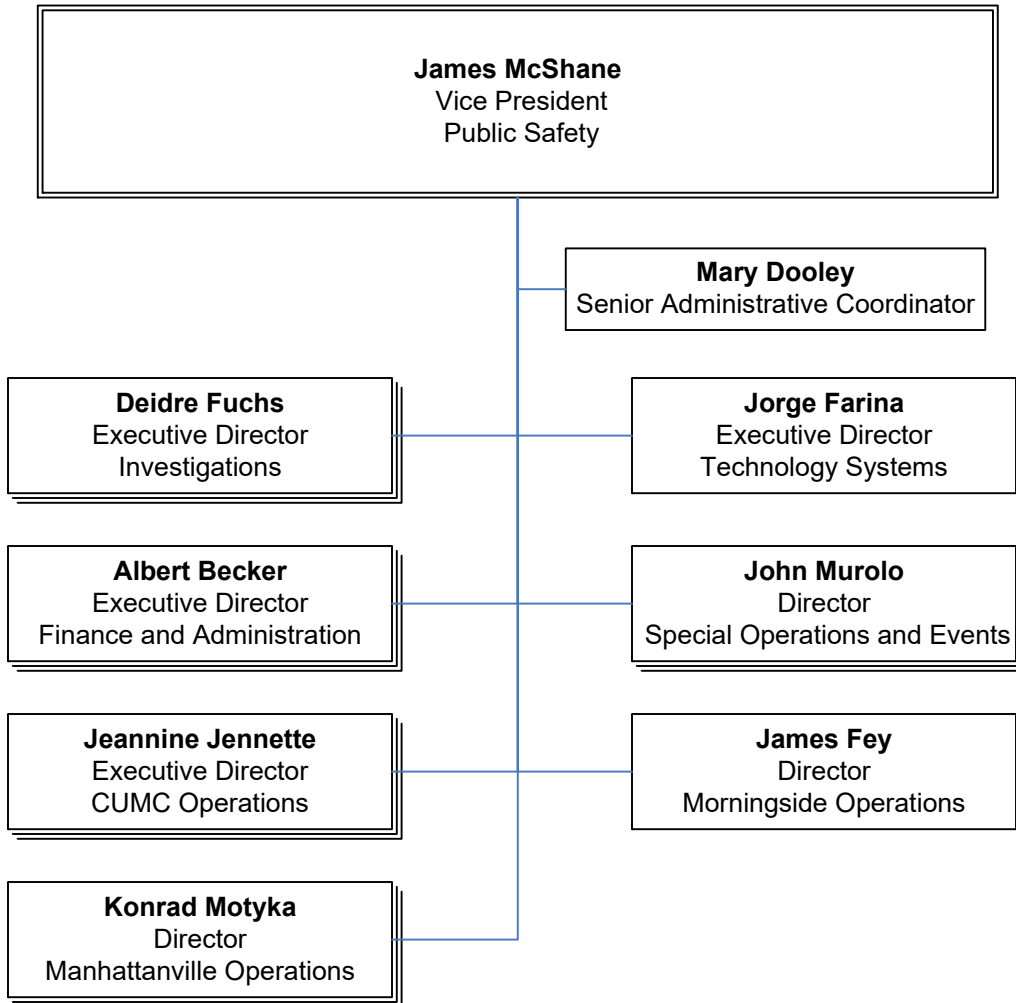 James McShane
Vice President
Public Safety
Mary Dooley
Senior Administrative Coordinator
Deidre Fuchs
Executive Director
Investigations
Jorge Farina
Executive Director
Technology Systems
Albert Becker
Executive Director
Finance and Administration
John Murolo
Director
Special Operations and Events
Jeannine Jennette
Executive Director
CUMC Operations
James Fey
Director
Morningside Operations
Konrad Motyka
Director
Manhattanville Operations